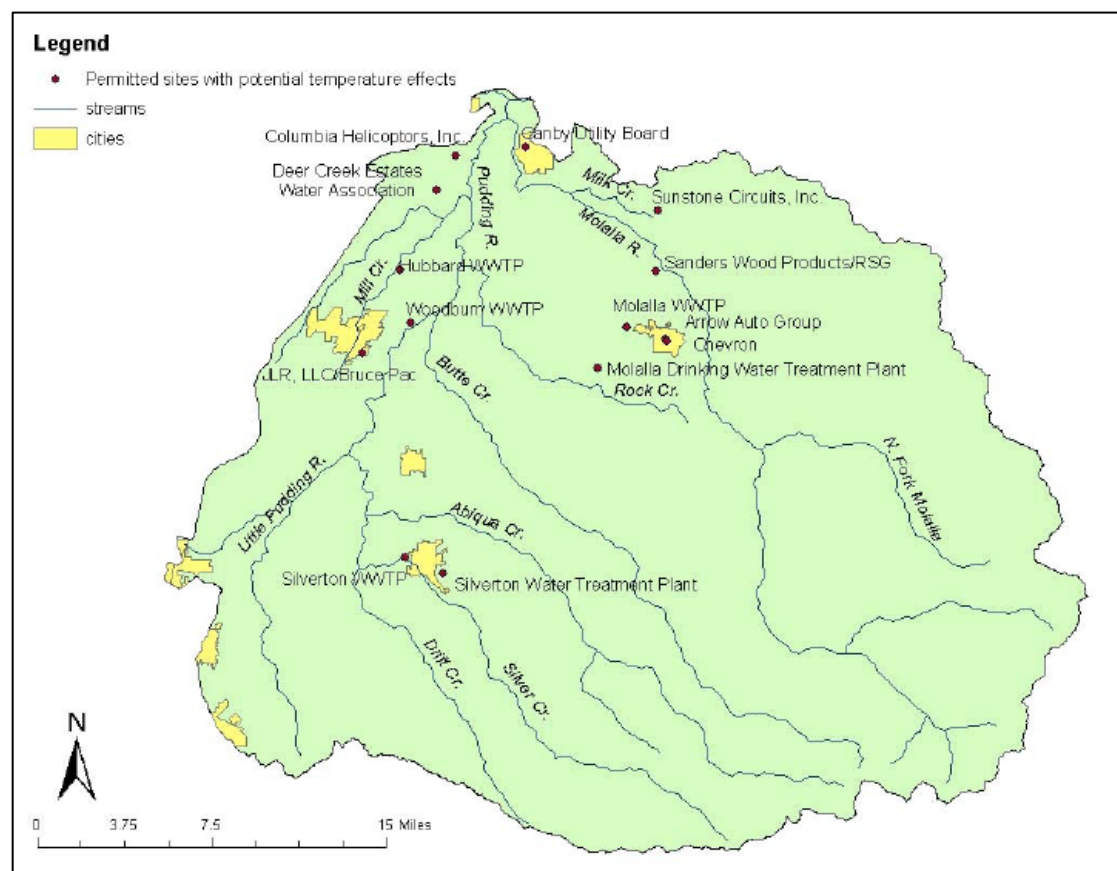 Legend
Permitted sites with potential temperature effects
streams
cities
Columbia Helicoptors, Inc.
Canby Utility Board
Deer Creek Estates
Water Association
Pudding R.
Milk Cr.
Sunstone Circuits, Inc.
Molalla R.
Mill Cr.
Hubbard WWTP
Sanders Wood Products/RSG
Woodburn WWTP
Molalla WWTP
Arrow Auto Group
Chevron
JLR, LLC/Bruce Pac
Butte Cr.
Molalla Drinking Water Treatment Plant
Rock Cr.
N. Fork Molalla
Little Pudding R.
Abiqua Cr.
Silverton WWTP
Silverton Water Treatment Plant
Drift Cr.
Silver Cr.
N
0 3.75 7.5 15 Miles